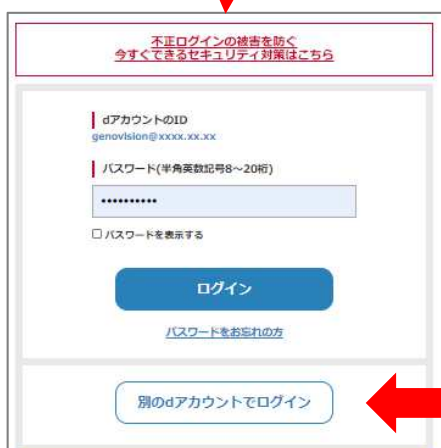 不正ログインの被害を防ぐ
今すぐできるセキュリティ対策はこちら
dアカウントのID
genovision@xxxx.xx.xx
パスワード(半角英数記号8～20桁)
••••••••••
パスワードを表示する
ログイン
パスワードをお忘れの方
別のdアカウントでログイン